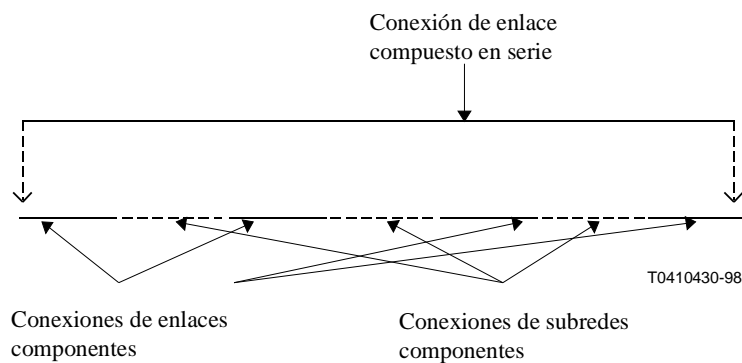 Conexión de enlace
compuesto en serie
T0410430-98
Conexiones de enlaces
componentes
Conexiones de subredes
componentes